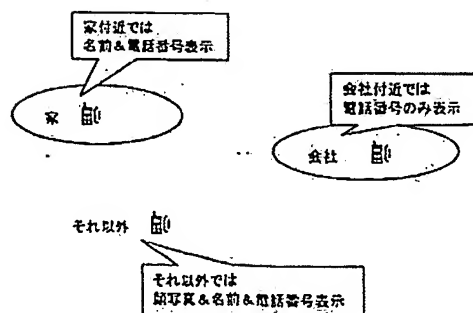 家付近では
名前&電話番号表示
会社付近では
電話番号のみ表示
家
会社
それ以外
それ以外では
顔写真&名前&電話番号表示